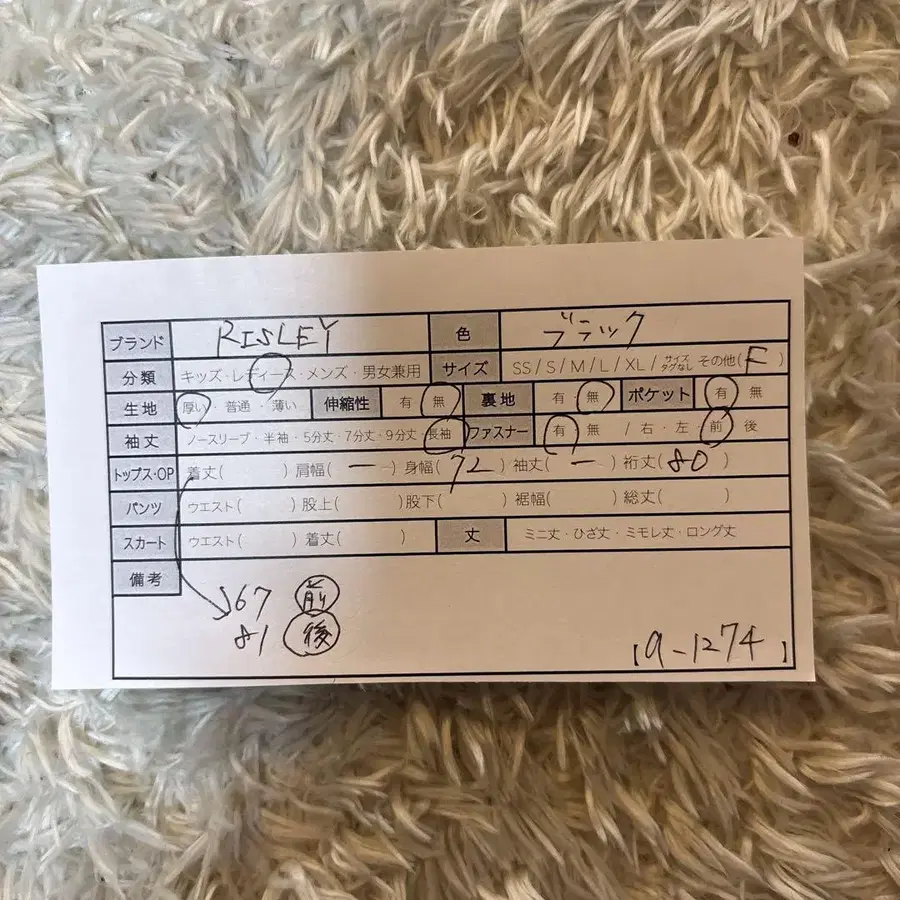 ブランド RISLEY 色 ブラック
分類 キッズ・レディース・メンズ・男女兼用 サイズ SS/S/M/L/XL/サイズタグなし その他(F)
生地 厚い・普通・薄い 伸縮性 有 無 裏地 有 無 ポケット 有 無
袖丈 ノースリーブ・半袖・5分丈・7分丈・9分丈・長袖 ファスナー 有 無 / 右・左・前・後
トップス・OP 着丈( ) 肩幅( ー ) 身幅( 72 ) 袖丈( ー ) 裄丈( 80 )
パンツ ウエスト( ) 股上( ) 股下( ) 裾幅( ) 総丈( )
スカート ウエスト( ) 着丈( ) 丈 ミニ丈・ひざ丈・ミモレ丈・ロング丈
備考
67 前
81 後
【a-1274】